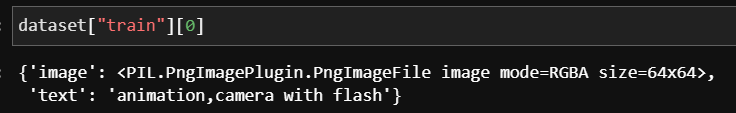 dataset["train"][0]
{'image': <PIL.PngImagePlugin.PngImageFile image mode=RGBA size=64x64>,
'text': 'animation,camera with flash'}